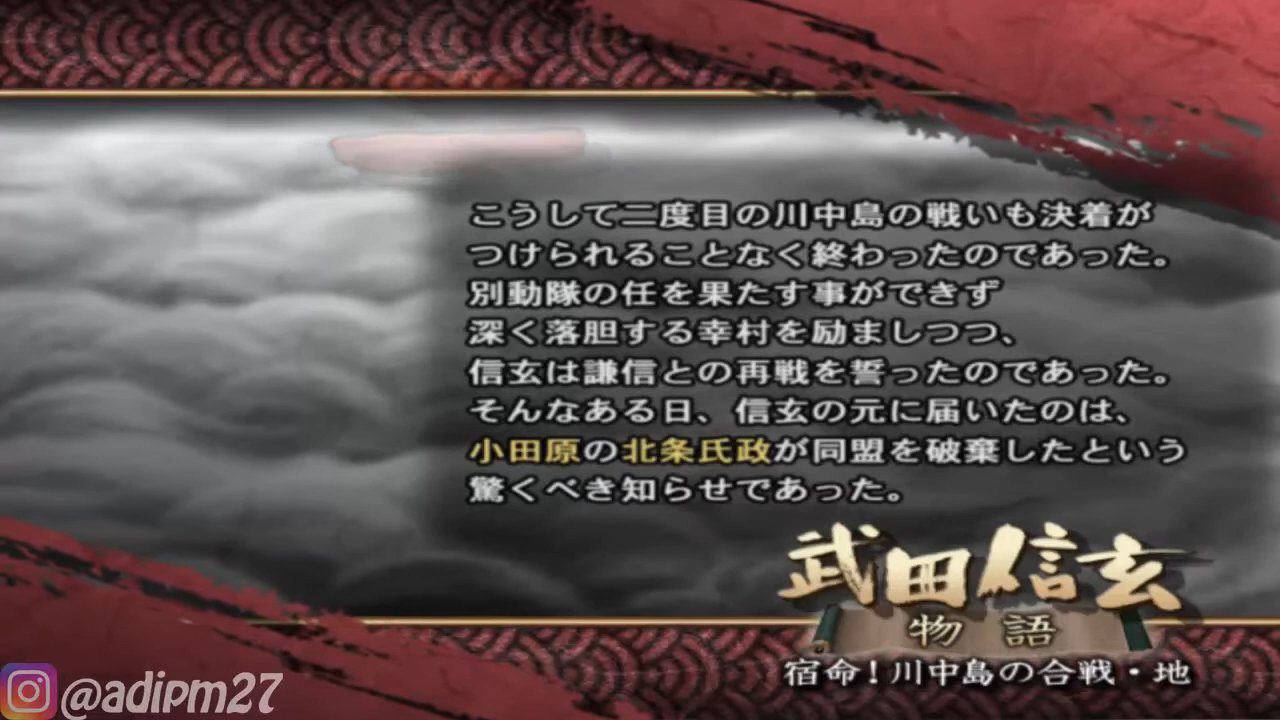 こうして二度目の川中島の戦いも決着が
つけられることなく終わったのであった。
別動隊の任を果たす事ができず
深く落胆する幸村を励ましつつ、
信玄は謙信との再戦を誓ったのであった。
そんなある日、信玄の元に届いたのは、
小田原の北条氏政が同盟を破棄したという
驚くべき知らせであった。
武田信玄
物語
宿命！川中島の合戦・地
@adipm27